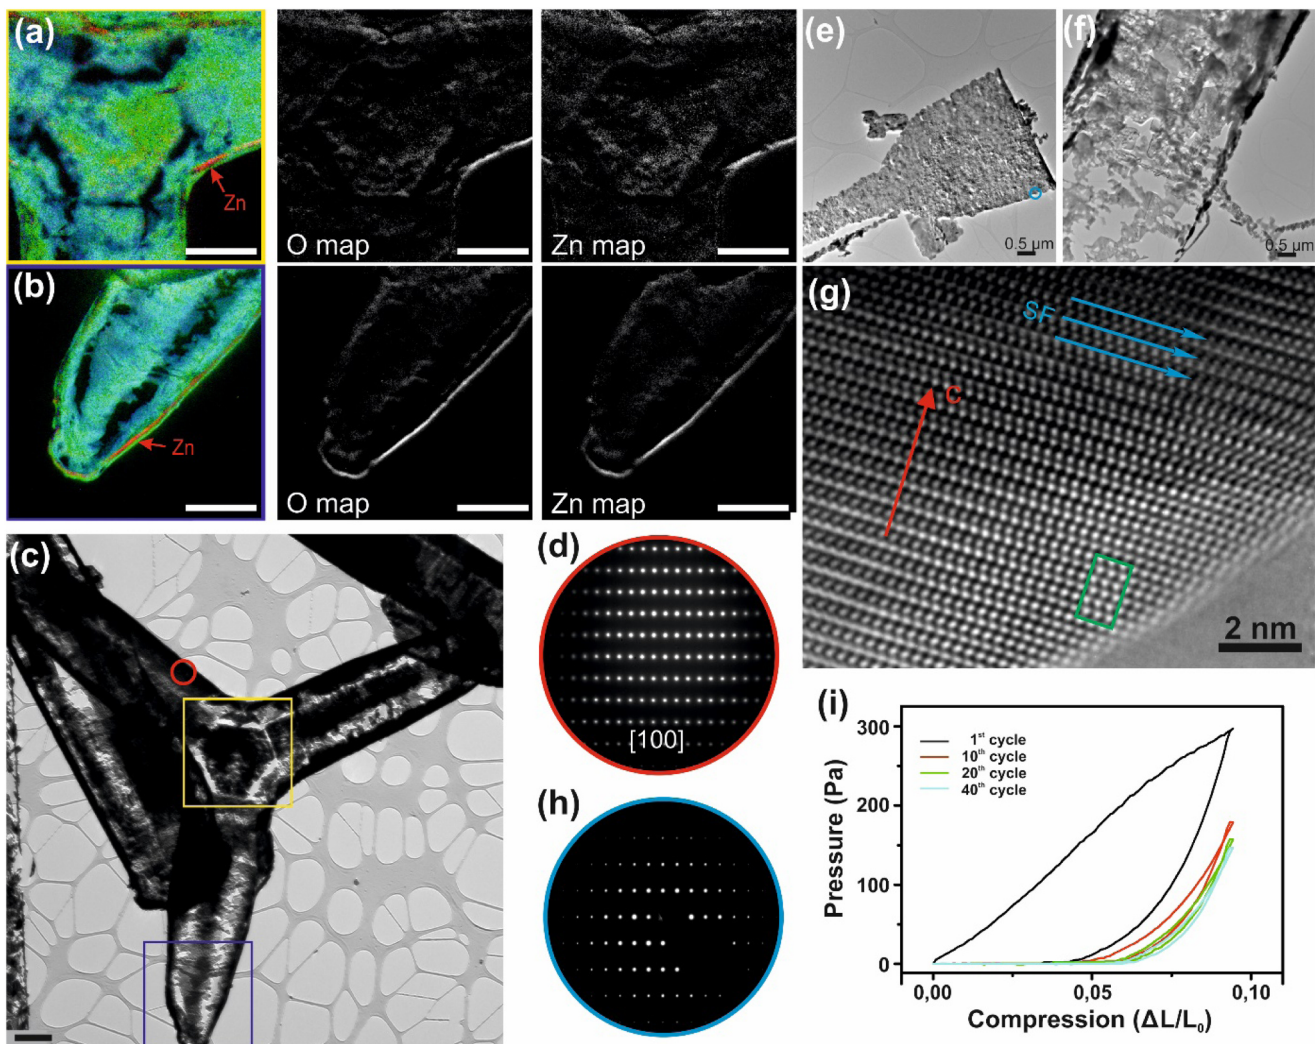 (a)
Zn
O map
Zn map
(b)
Zn
O map
Zn map
(c)
(d)
[100]
(e)
0.5 µm
(f)
0.5 µm
(g)
SF
c
2 nm
(h)
(i)
300
200
100
0
Pressure (Pa)
1st cycle
10th cycle
20th cycle
40th cycle
0,00
0,05
0,10
Compression (ΔL/L₀)